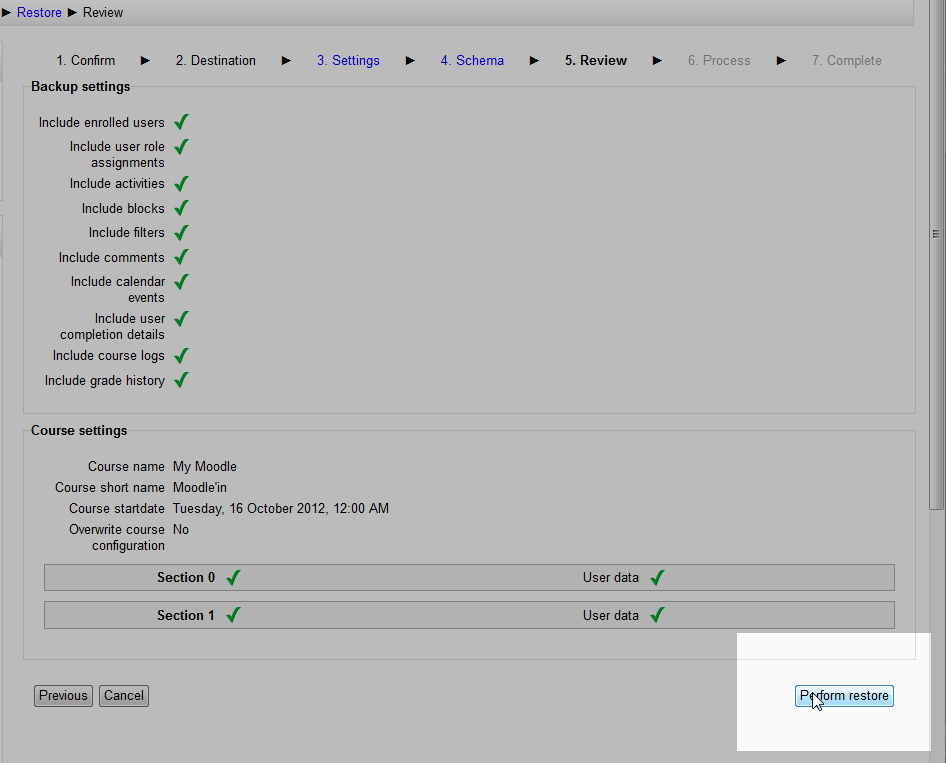 ► Restore ► Review
1. Confirm ► 2. Destination ► 3. Settings ► 4. Schema ► 5. Review ► 6. Process ► 7. Complete
Backup settings
Include enrolled users
Include user role
assignments
Include activities
Include blocks
Include filters
Include comments
Include calendar
events
Include user
completion details
Include course logs
Include grade history
Course settings
Course name My Moodle
Course short name Moodle'in
Course startdate Tuesday, 16 October 2012, 12:00 AM
Overwrite course No
configuration
Section 0 User data
Section 1 User data
Previous Cancel Perform restore